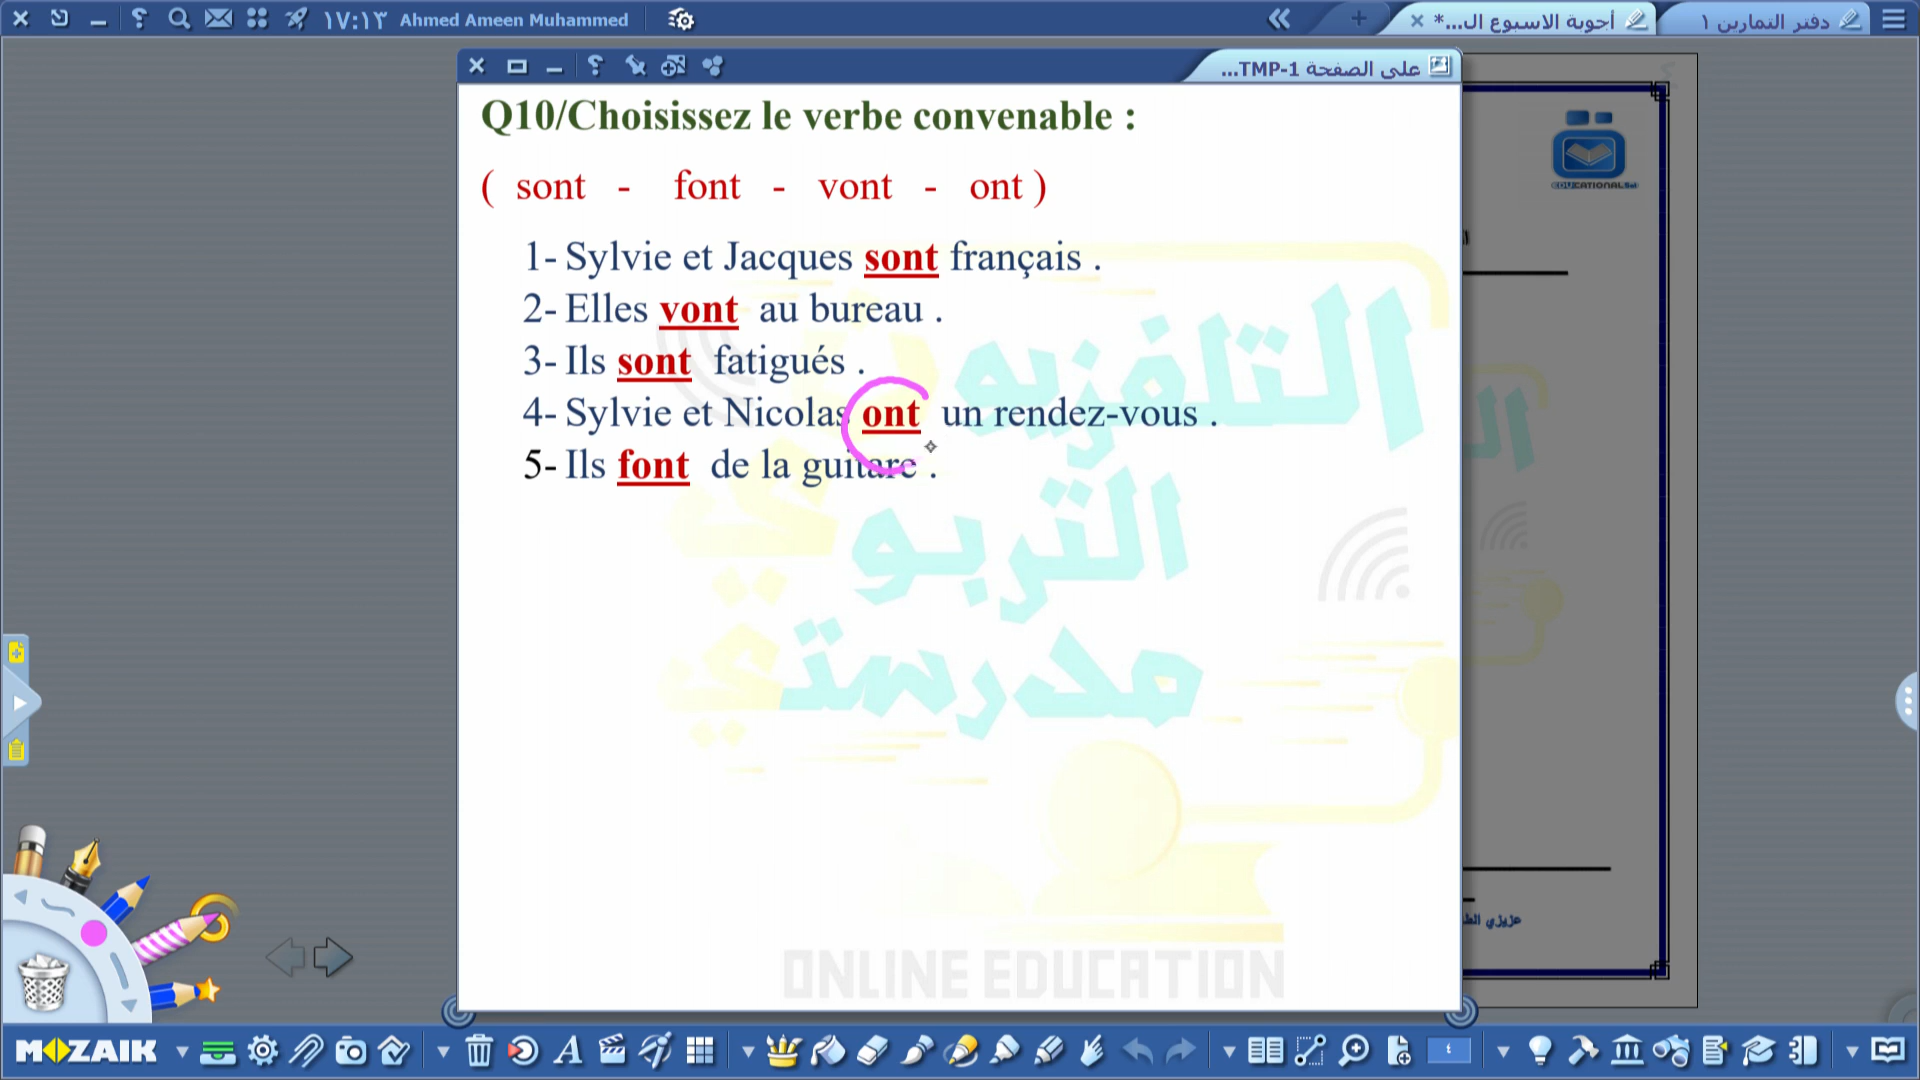 ١٧:١٣ Ahmed Ameen Muhammed
أجوبة الاسبوع ال...*
دفتر التمارين ١
على الصفحة TMP-1...
Q10/Choisissez le verbe convenable :
( sont - font - vont - ont )
1- Sylvie et Jacques sont français .
2- Elles vont au bureau .
3- Ils sont fatigués .
4- Sylvie et Nicolas ont un rendez-vous .
5- Ils font de la guitare .
التلفزيون
التربوي
مدرستي
ONLINE EDUCATION
EDUCATIONAL
عزيزي
MOZAIK